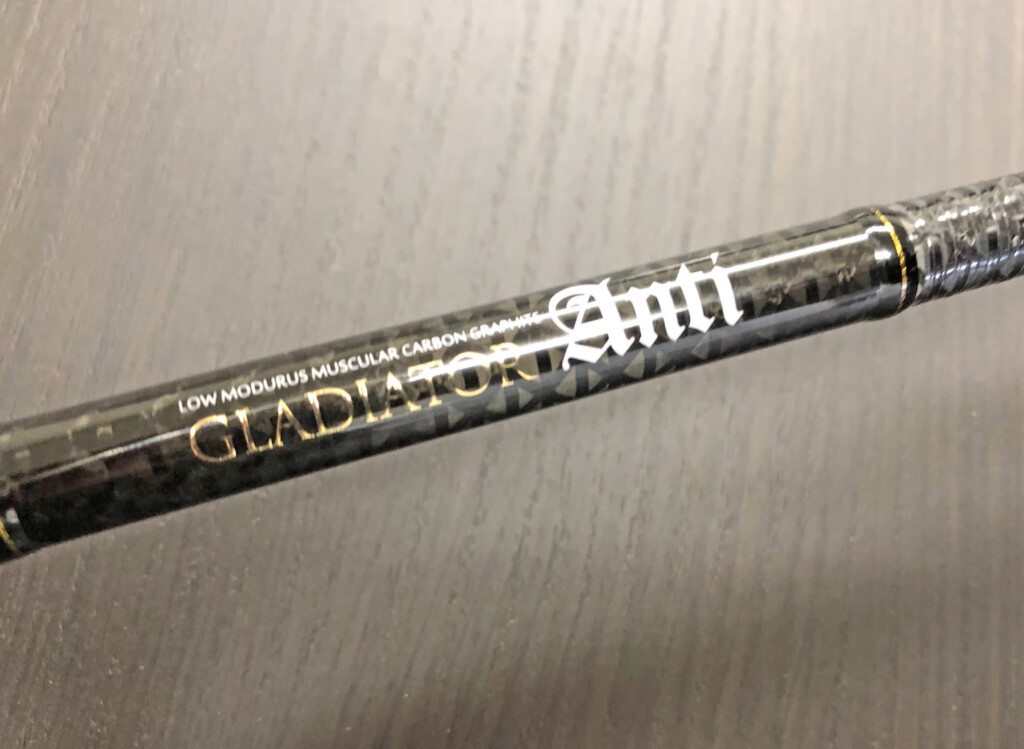 LOW MODURUS MUSCULAR CARBON GRAPHITE
GLADIATOR Anti